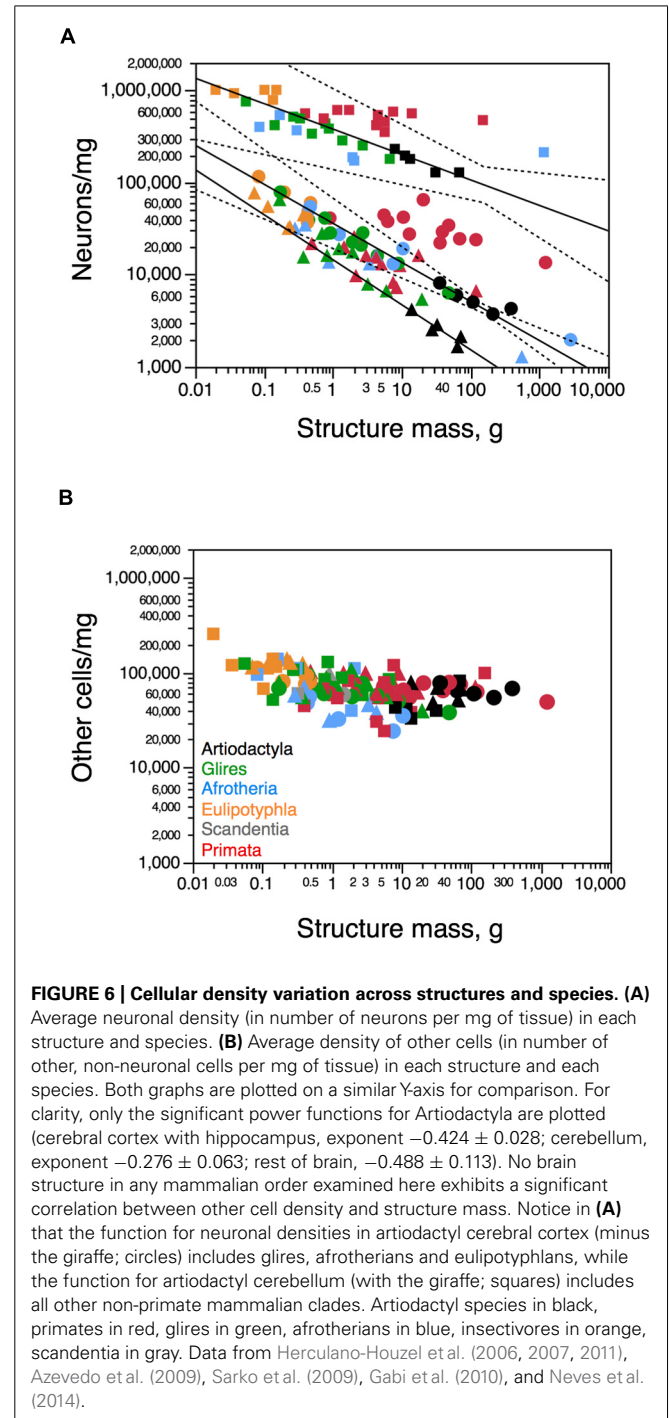 A
2,000,000
1,000,000
600,000
300,000
200,000
100,000
60,000
40,000
20,000
10,000
6,000
3,000
2,000
1,000
Neurons/mg
0.01 0.1 0.5 1 3 5 10 40 100 1,000 10,000
Structure mass, g
B
2,000,000
1,000,000
600,000
400,000
200,000
100,000
60,000
40,000
20,000
10,000
6,000
4,000
2,000
1,000
Other cells/mg
Artiodactyla
Glires
Afrotheria
Eulipotyphla
Scandentia
Primata
0.01 0.03 0.1 0.5 1 2 3 5 10 20 40 100 300 1,000 10,000
Structure mass, g
FIGURE 6 | Cellular density variation across structures and species. (A)
Average neuronal density (in number of neurons per mg of tissue) in each
structure and species. (B) Average density of other cells (in number of
other, non-neuronal cells per mg of tissue) in each structure and each
species. Both graphs are plotted on a similar Y-axis for comparison. For
clarity, only the significant power functions for Artiodactyla are plotted
(cerebral cortex with hippocampus, exponent −0.424 ± 0.028; cerebellum,
exponent −0.276 ± 0.063; rest of brain, −0.488 ± 0.113). No brain
structure in any mammalian order examined here exhibits a significant
correlation between other cell density and structure mass. Notice in (A)
that the function for neuronal densities in artiodactyl cerebral cortex (minus
the giraffe; circles) includes glires, afrotherians and eulipotyphlans, while
the function for artiodactyl cerebellum (with the giraffe; squares) includes
all other non-primate mammalian clades. Artiodactyl species in black,
primates in red, glires in green, afrotherians in blue, insectivores in orange,
scandentia in gray. Data from Herculano-Houzel et al. (2006, 2007, 2011),
Azevedo et al. (2009), Sarko et al. (2009), Gabi et al. (2010), and Neves et al.
(2014).